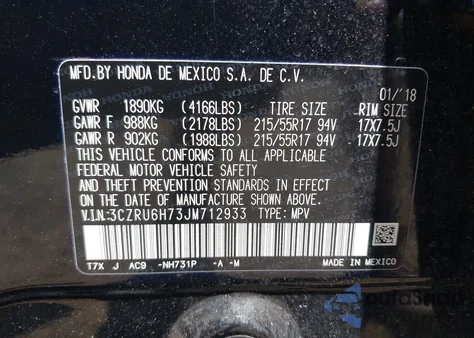 MFD.BY HONDA DE MEXICO S.A. DE C.V.
01/'18
GVWR 1890KG (4166LBS) TIRE SIZE RIM SIZE
GAWR F 988KG (2178LBS) 215/55R17 94V 17X7.5J
GAWR R 902KG (1988LBS) 215/55R17 94V 17X7.5J
THIS VEHICLE CONFORMS TO ALL APPLICABLE
FEDERAL MOTOR VEHICLE SAFETY
STANDARDS IN EFFECT
ON THE DATE OF MANUFACTURE SHOWN ABOVE.
V.I.N:3CZRU6H73JM712933 TYPE: MPV
T7X J AC9 -NH731P -A -M MADE IN MEXICO